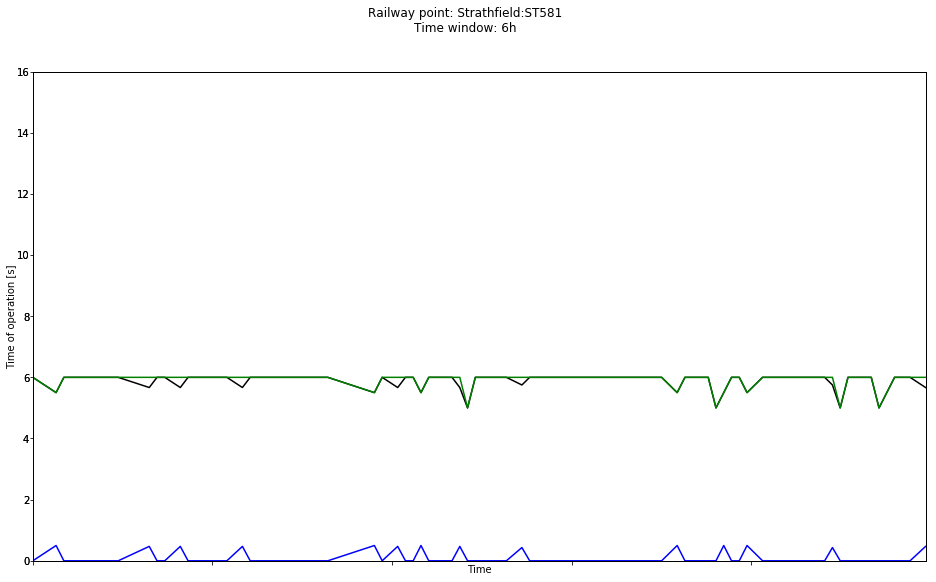 Railway point: Strathfield:ST581
Time window: 6h
16
14
12
10
8
6
4
2
0
Time of operation [s]
Time